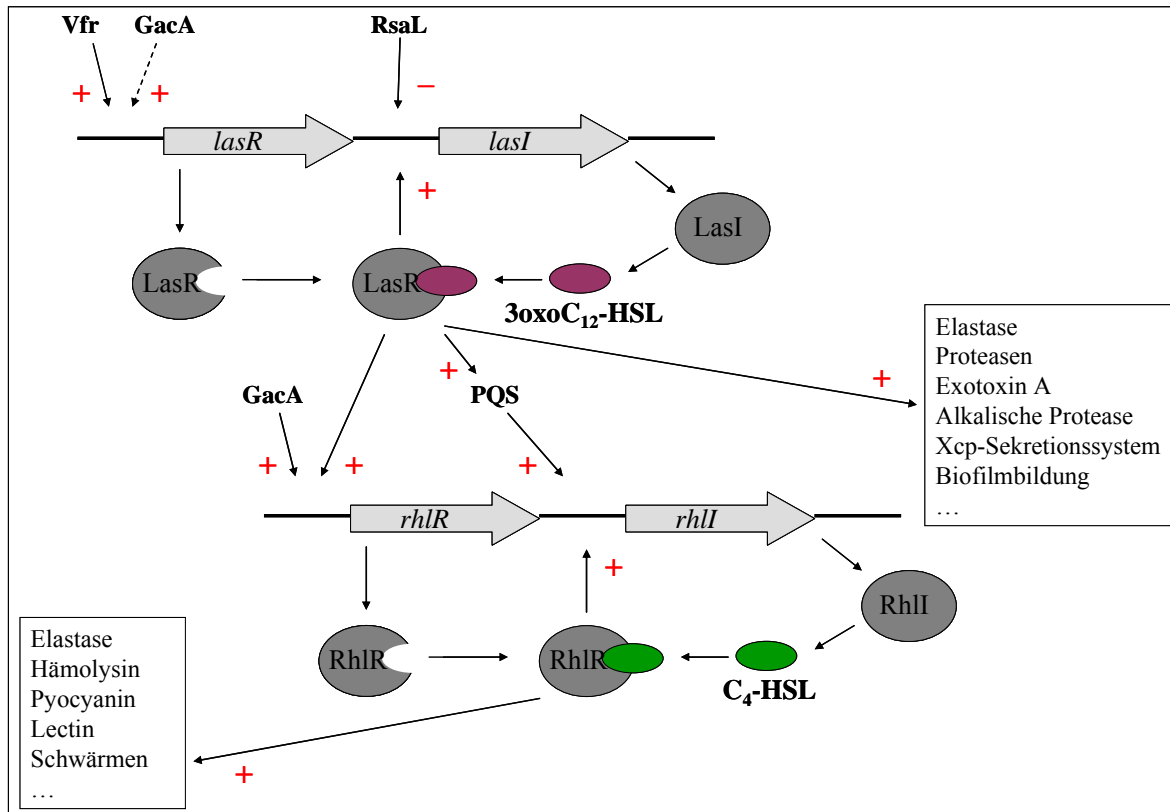 Vfr GacA RsaL
+ + –
lasR lasI
+
LasI
LasR LasR
3oxoC₁₂-HSL
Elastase
Proteasen
Exotoxin A
Alkalische Protease
Xcp-Sekretionssystem
Biofilmbildung
…
+
+
GacA PQS
+ + +
rhlR rhlI
+
RhlI
RhlR RhlR
C₄-HSL
Elastase
Hämolysin
Pyocyanin
Lectin
Schwärmen
…
+